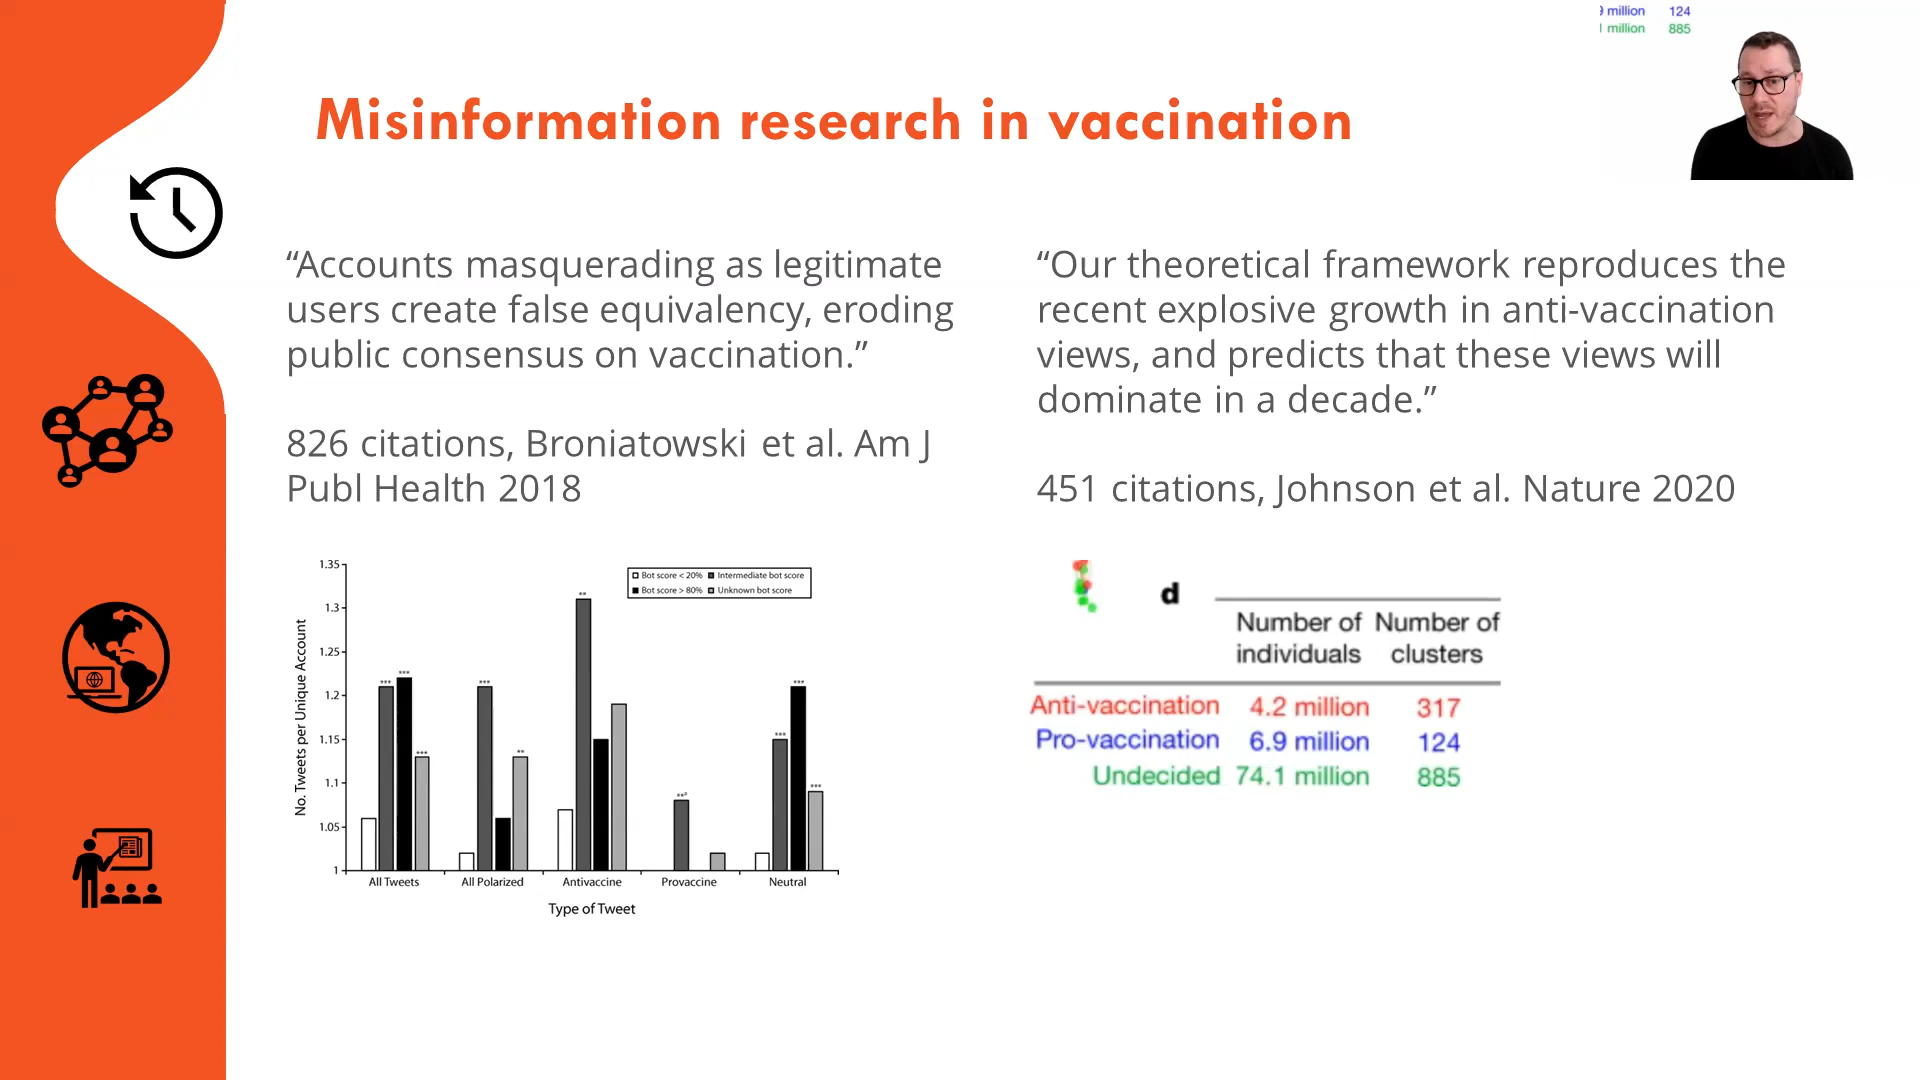 million 124
million 885
Misinformation research in vaccination
“Accounts masquerading as legitimate
users create false equivalency, eroding
public consensus on vaccination.”
826 citations, Broniatowski et al. Am J
Publ Health 2018
“Our theoretical framework reproduces the
recent explosive growth in anti-vaccination
views, and predicts that these views will
dominate in a decade.”
451 citations, Johnson et al. Nature 2020
No. Tweets per Unique Account
1.35
1.3
1.25
1.2
1.15
1.1
1.05
1
Bot score < 20% Intermediate bot score
Bot score > 80% Unknown bot score
*** *** ***
*** **
**
**
*** *** ***
All Tweets All Polarized Antivaccine Provaccine Neutral
Type of Tweet
d
Number of Number of
individuals clusters
Anti-vaccination 4.2 million 317
Pro-vaccination 6.9 million 124
Undecided 74.1 million 885